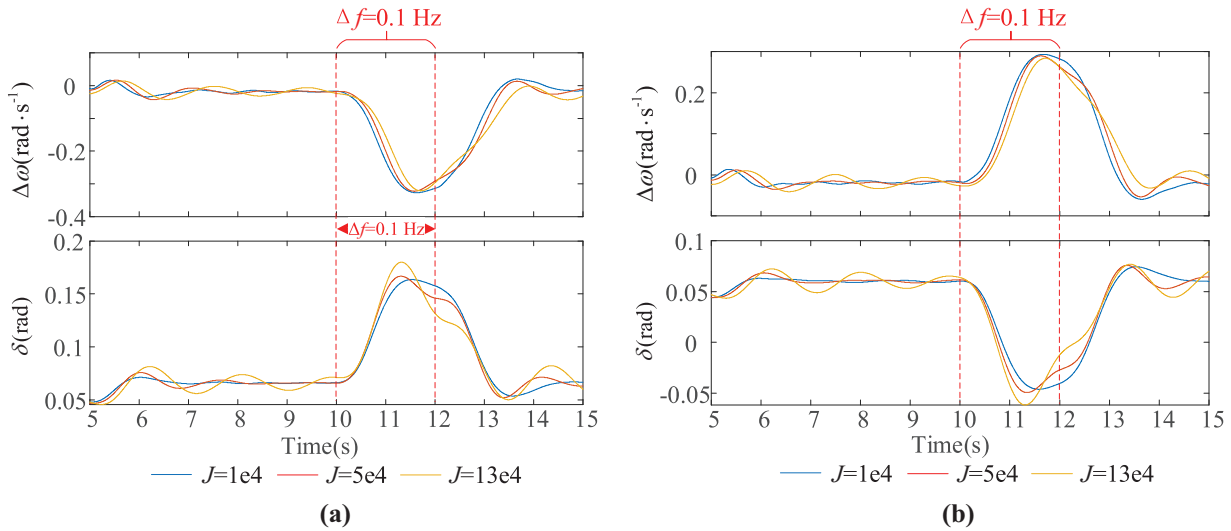 Δf=0.1 Hz
0
-0.2
-0.4
Δω(rad·s⁻¹)
Δf=0.1 Hz
0.2
0.15
0.1
0.05
δ(rad)
5 6 7 8 9 10 11 12 13 14 15
Time(s)
J=1e4 J=5e4 J=13e4
(a)
Δf=0.1 Hz
0.2
0
Δω(rad·s⁻¹)
0.1
0.05
0
-0.05
δ(rad)
5 6 7 8 9 10 11 12 13 14 15
Time(s)
J=1e4 J=5e4 J=13e4
(b)